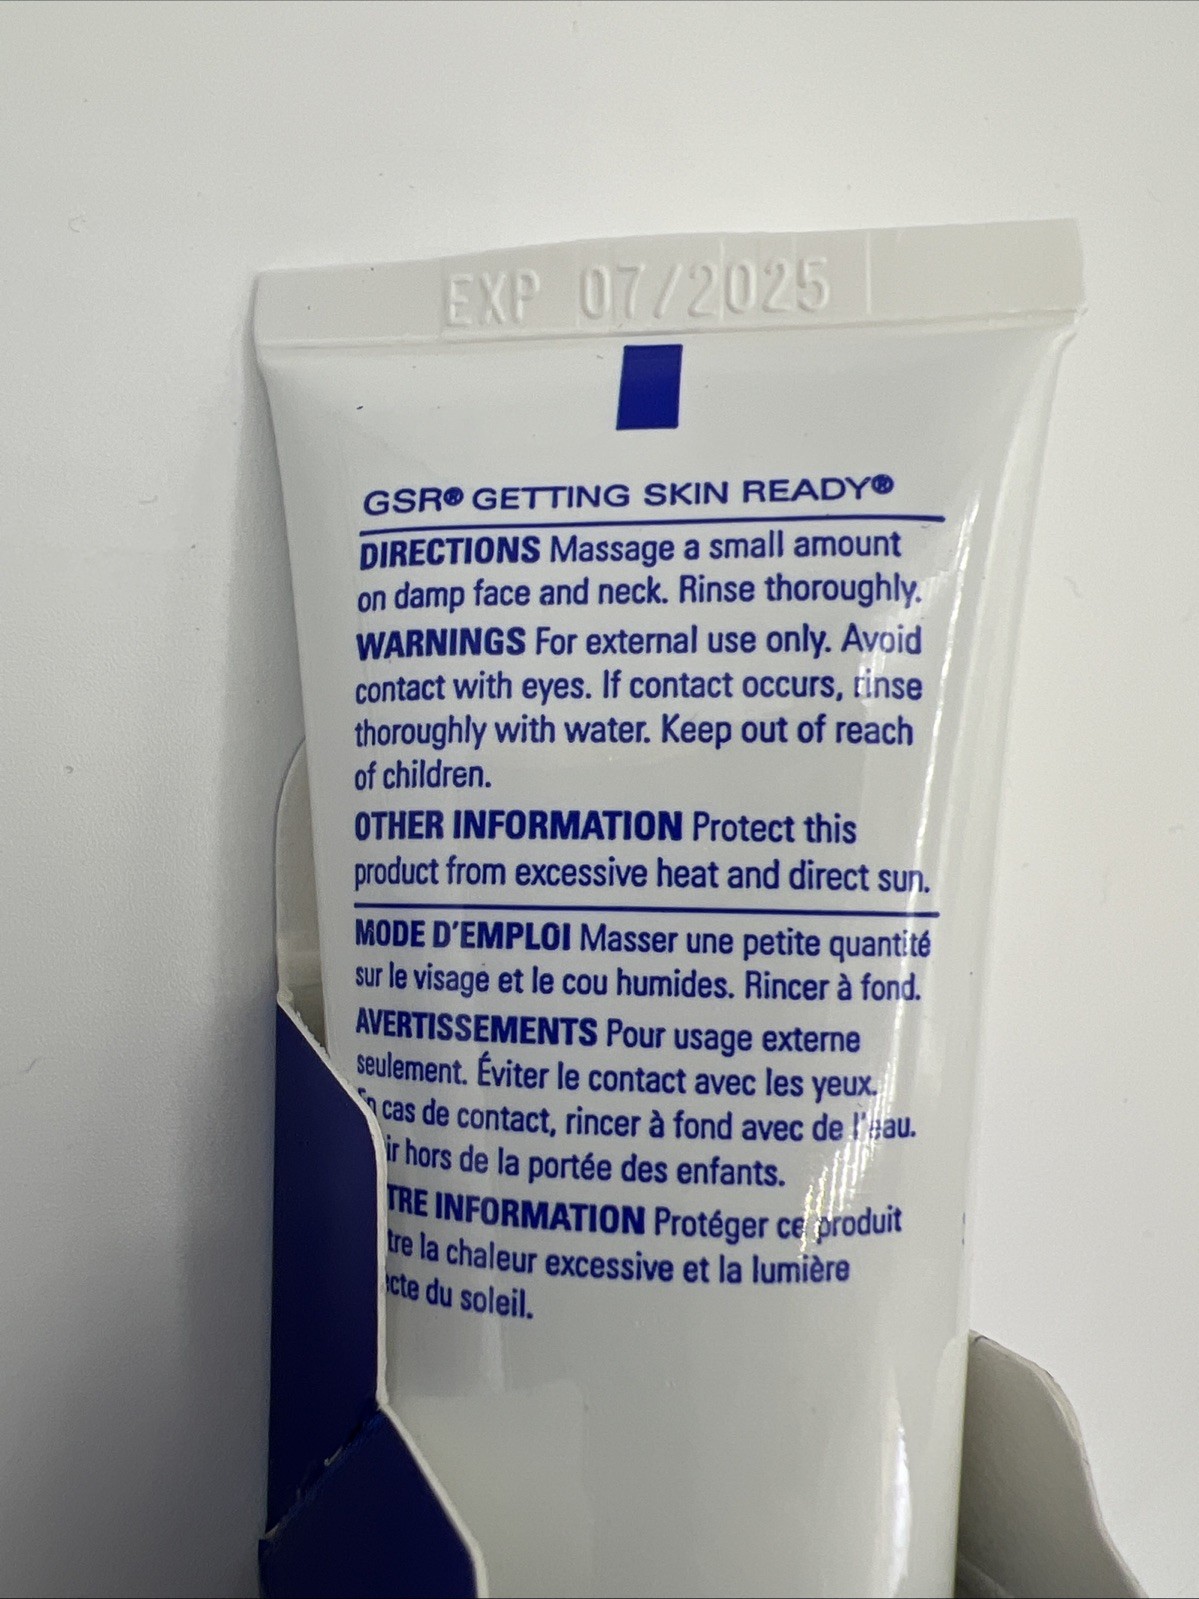 EXP 07/2025
GSR® GETTING SKIN READY®
DIRECTIONS Massage a small amount
on damp face and neck. Rinse thoroughly.
WARNINGS For external use only. Avoid
contact with eyes. If contact occurs, rinse
thoroughly with water. Keep out of reach
of children.
OTHER INFORMATION Protect this
product from excessive heat and direct sun.
MODE D'EMPLOI Masser une petite quantité
sur le visage et le cou humides. Rincer à fond.
AVERTISSEMENTS Pour usage externe
seulement. Éviter le contact avec les yeux.
En cas de contact, rincer à fond avec de l'eau.
hors de la portée des enfants.
INFORMATION Protéger ce produit
la chaleur excessive et la lumière
du soleil.